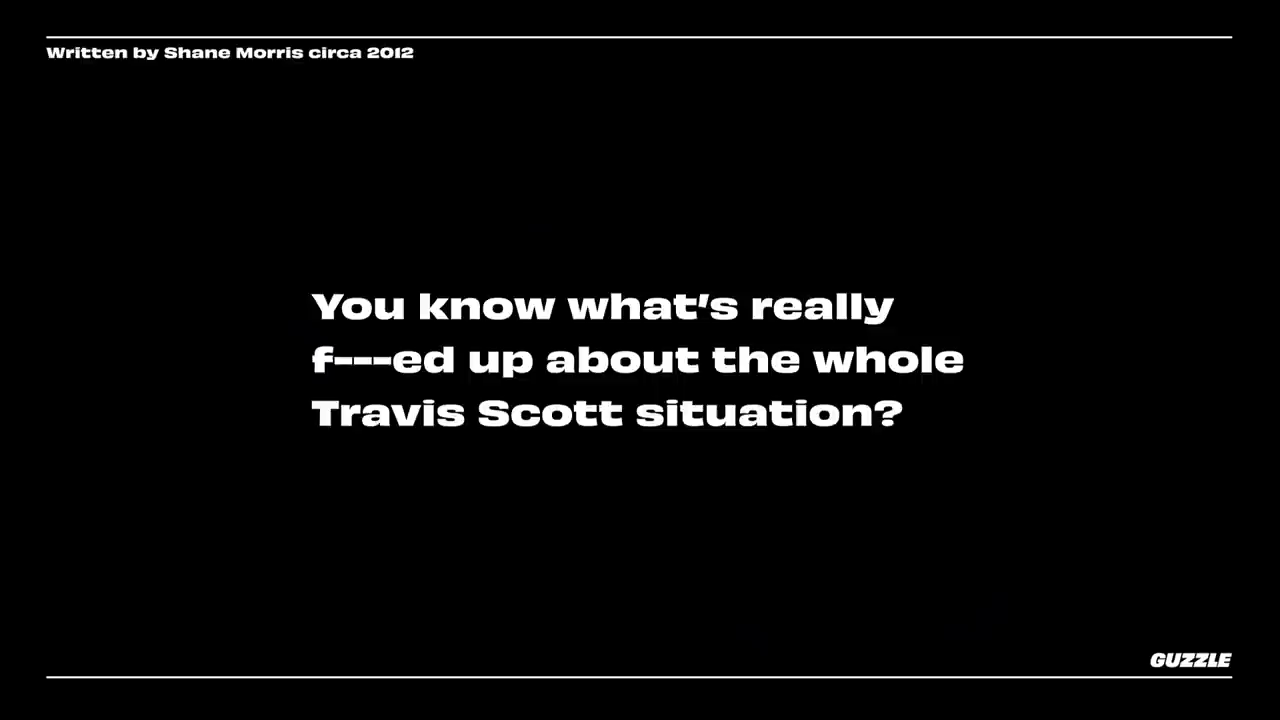 Written by Shane Morris circa 2012
You know what's really
f---ed up about the whole
Travis Scott situation?
GUZZLE